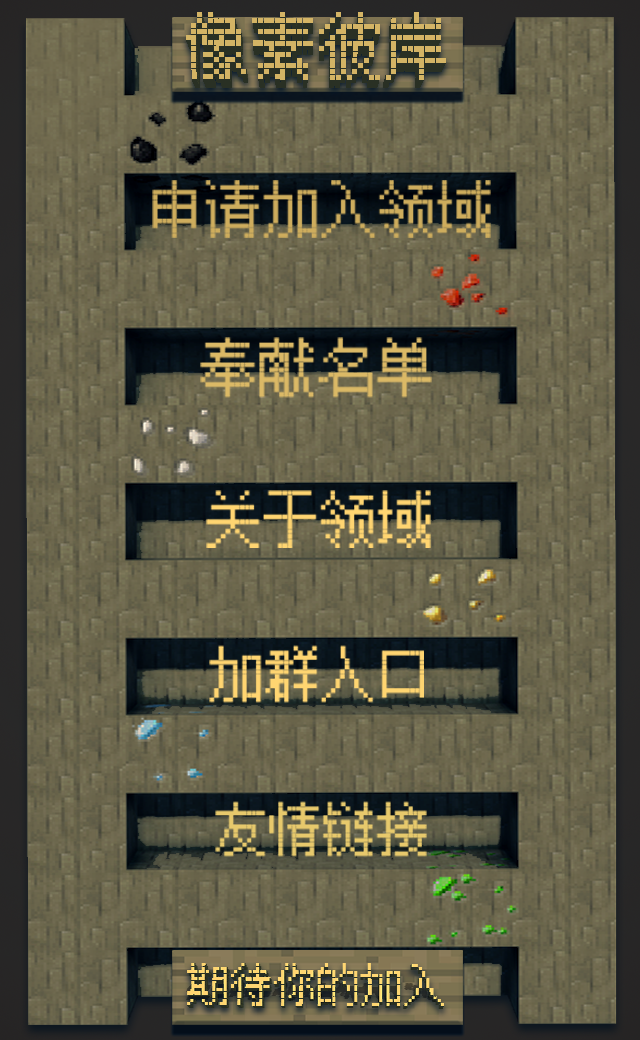 像素彼岸
申请加入领域
奉献名单
关于领域
加群入口
友情链接
期待你的加入